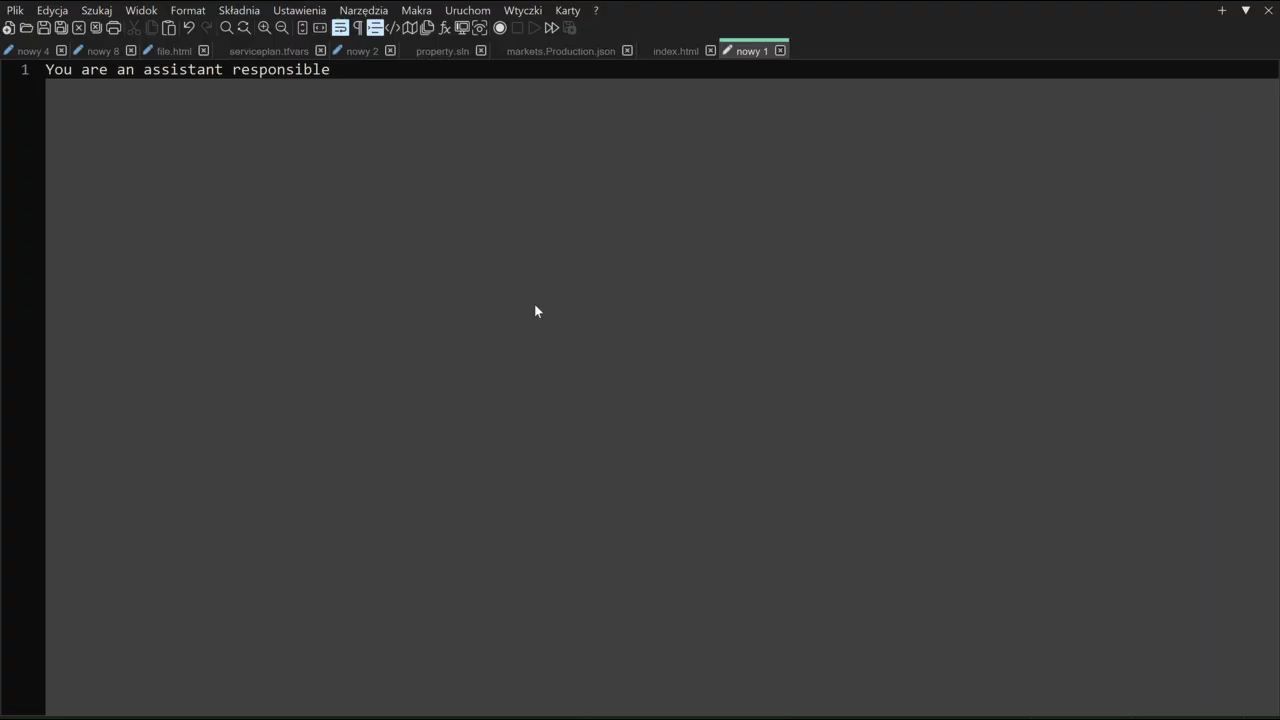 Plik Edycja Szukaj Widok Format Składnia Ustawienia Narzędzia Makra Uruchom Wtyczki Karty ?
nowy 4 nowy 8 file.html serviceplan.tfvars nowy 2 property.sln markets.Production.json index.html nowy 1
1 You are an assistant responsible